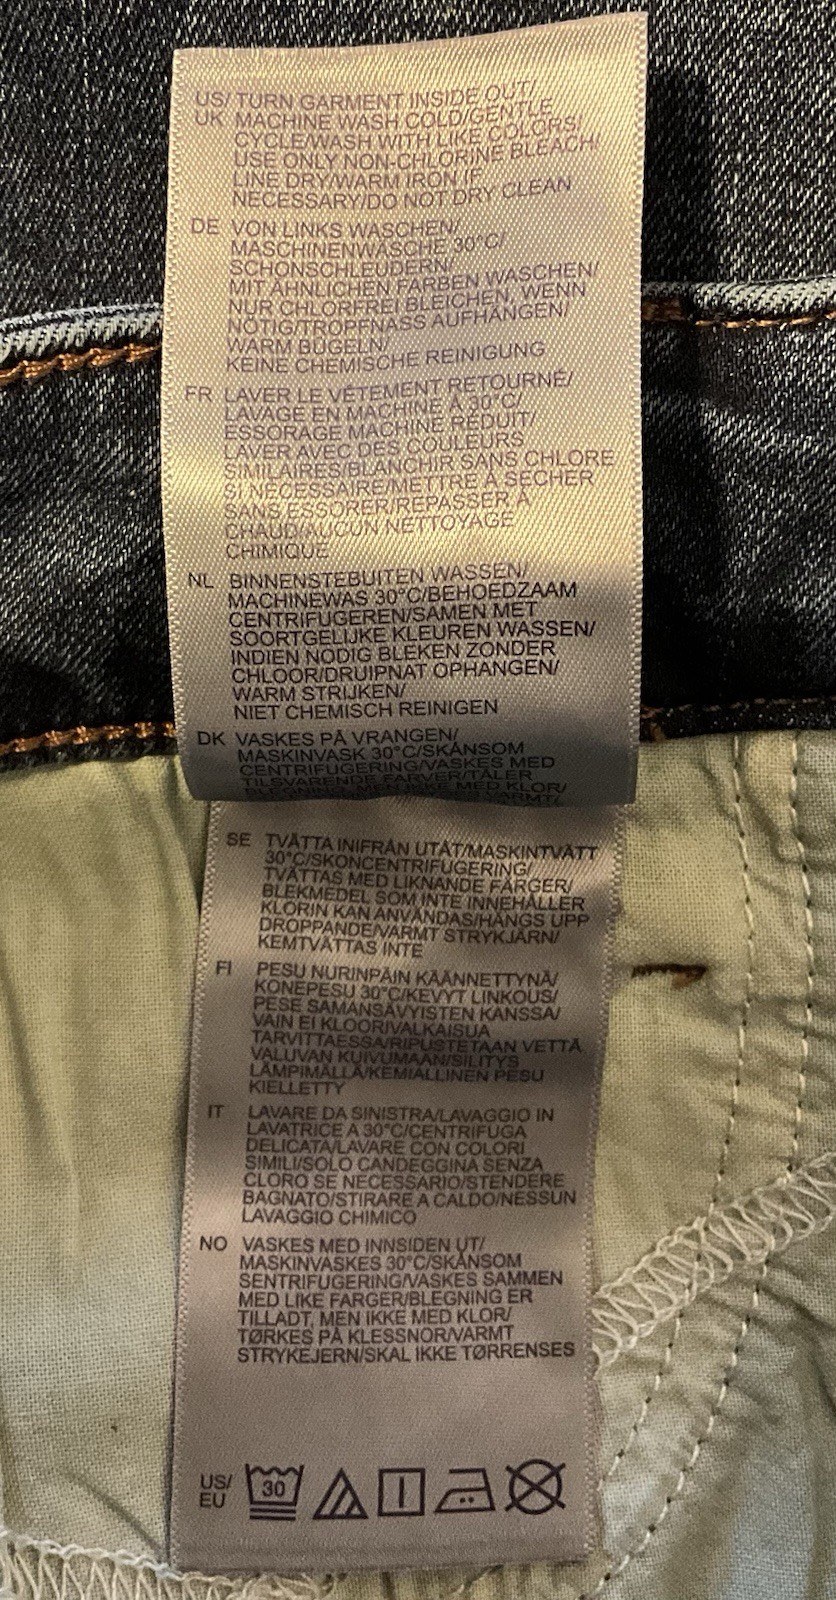 US/ TURN GARMENT INSIDE OUT/
UK MACHINE WASH COLD/GENTLE
CYCLE/WASH WITH LIKE COLORS/
USE ONLY NON-CHLORINE BLEACH/
LINE DRY/WARM IRON IF
NECESSARY/DO NOT DRY CLEAN
DE VON LINKS WASCHEN/
MASCHINENWÄSCHE 30°C/
SCHONSCHLEUDERN/
MIT ÄHNLICHEN FARBEN WASCHEN/
NUR CHLORFREI BLEICHEN, WENN
NÖTIG/TROPFNASS AUFHÄNGEN/
WARM BÜGELN/
KEINE CHEMISCHE REINIGUNG
FR LAVER LE VÊTEMENT RETOURNÉ/
LAVAGE EN MACHINE À 30°C/
ESSORAGE MACHINE RÉDUIT/
LAVER AVEC DES COULEURS
SIMILAIRES/BLANCHIR SANS CHLORE
SI NÉCESSAIRE/METTRE À SÉCHER
SANS ESSORER/REPASSER À
CHAUD/AUCUN NETTOYAGE
CHIMIQUE
NL BINNENSTEBUITEN WASSEN/
MACHINEWAS 30°C/BEHOEDZAAM
CENTRIFUGEREN/SAMEN MET
SOORTGELIJKE KLEUREN WASSEN/
INDIEN NODIG BLEKEN ZONDER
CHLOOR/DRUIPNAT OPHANGEN/
WARM STRIJKEN/
NIET CHEMISCH REINIGEN
DK VASKES PÅ VRANGEN/
MASKINVASK 30°C/SKÅNSOM
CENTRIFUGERING/VASKES MED
TILSVARENDE FARVER/TÅLER
BLEGNING, MEN IKKE MED KLOR/
VARMT/
SE TVÄTTA INIFRÅN UTÅT/MASKINTVÄTT
30°C/SKONCENTRIFUGERING/
TVÄTTAS MED LIKNANDE FÄRGER/
BLEKMEDEL SOM INTE INNEHÅLLER
KLORIN KAN ANVÄNDAS/HÄNGS UPP
DROPPANDE/VARMT STRYKJÄRN/
KEMTVÄTTAS INTE
FI PESU NURINPÄIN KÄÄNNETTYNÄ/
KONEPESU 30°C/KEVYT LINKOUS/
PESE SAMANSÄVYISTEN KANSSA/
VAIN EI KLOORIVALKAISUA
TARVITTAESSA/RIPUSTETAAN VETTÄ
VALUVAN KUIVUMAAN/SILITYS
LÄMPIMÄLLÄ/KEMIALLINEN PESU
KIELLETTY
IT LAVARE DA SINISTRA/LAVAGGIO IN
LAVATRICE A 30°C/CENTRIFUGA
DELICATA/LAVARE CON COLORI
SIMILI/SOLO CANDEGGINA SENZA
CLORO SE NECESSARIO/STENDERE
BAGNATO/STIRARE A CALDO/NESSUN
LAVAGGIO CHIMICO
NO VASKES MED INNSIDEN UT/
MASKINVASKES 30°C/SKÅNSOM
SENTRIFUGERING/VASKES SAMMEN
MED LIKE FARGER/BLEGNING ER
TILLADT, MEN IKKE MED KLOR/
TØRKES PÅ KLESSNOR/VARMT
STRYKEJERN/SKAL IKKE TØRRENSES
US/
EU 30